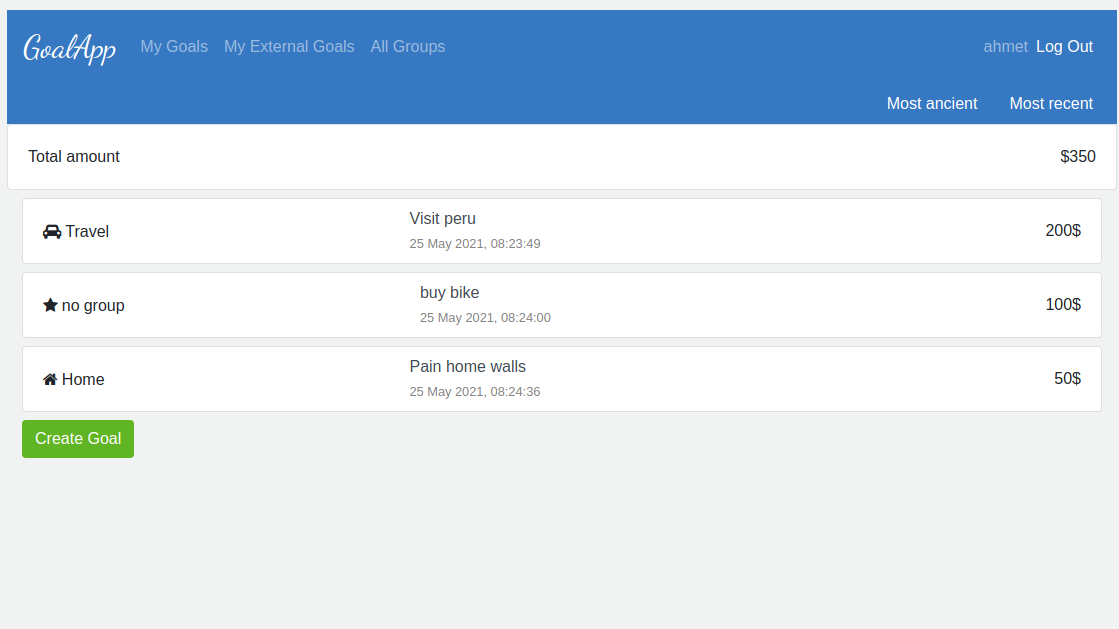 GoalApp My Goals My External Goals All Groups ahmet Log Out
Most ancient Most recent
Total amount $350
Travel Visit peru 200$
25 May 2021, 08:23:49
no group buy bike 100$
25 May 2021, 08:24:00
Home Pain home walls 50$
25 May 2021, 08:24:36
Create Goal